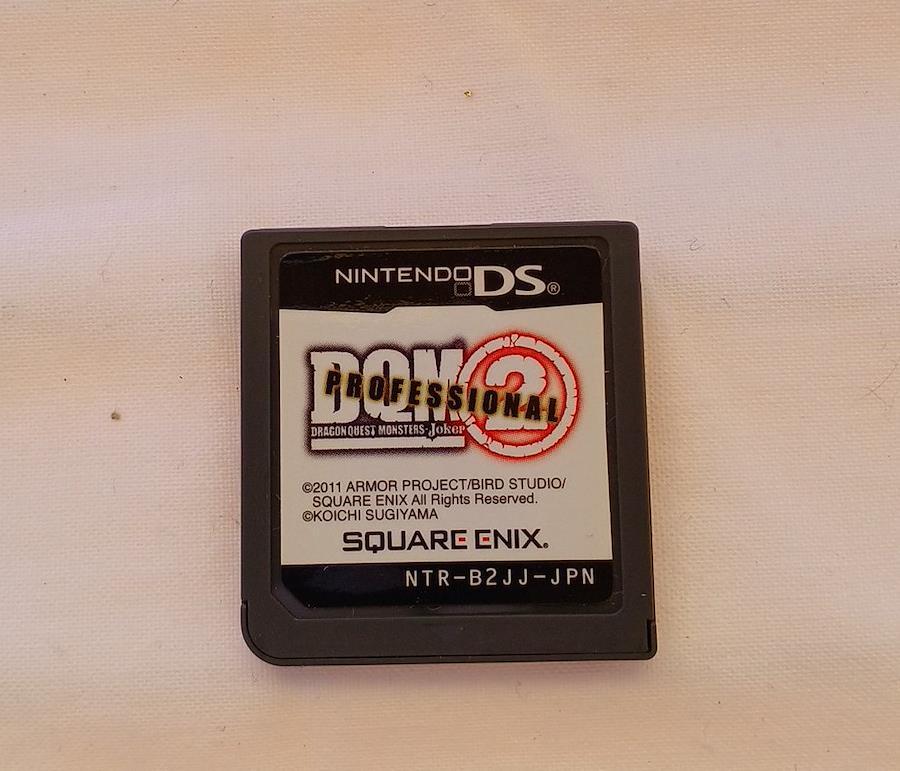 NINTENDO DS®
DQM 2
PROFESSIONAL
DRAGON QUEST MONSTERS-Joker
©2011 ARMOR PROJECT/BIRD STUDIO/
SQUARE ENIX All Rights Reserved.
©KOICHI SUGIYAMA
SQUARE ENIX®
NTR-B2JJ-JPN